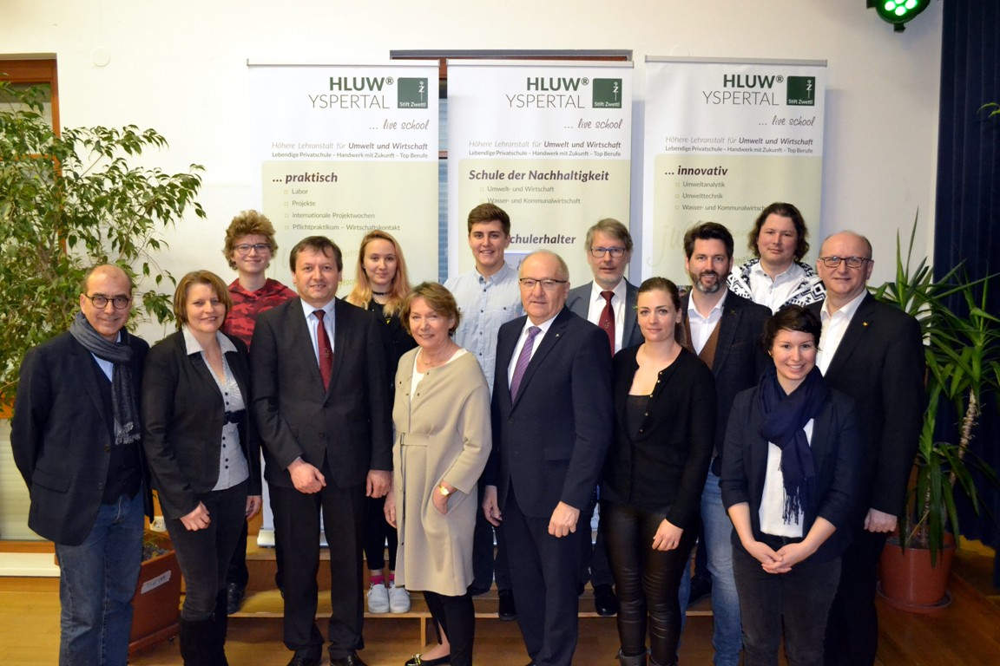 HLUW®
YSPERTAL
Stift Zwettl
... live school
Höhere Lehranstalt für Umwelt und Wirtschaft
Lebendige Privatschule – Handwerk mit Zukunft – Top Berufe
... praktisch
Labor
Projekte
internationale Projektwochen
Pflichtpraktikum – Wirtschaftskontakt
HLUW®
YSPERTAL
Stift Zwettl
... live school
Höhere Lehranstalt für Umwelt und Wirtschaft
Lebendige Privatschule – Handwerk mit Zukunft – Top Berufe
Schule der Nachhaltigkeit
Umwelt- und Wirtschaft
Wasser- und Kommunalwirtschaft
Schulerhalter
HLUW®
YSPERTAL
Stift Zwettl
... live school
Höhere Lehranstalt für Umwelt und Wirtschaft
Lebendige Privatschule – Handwerk mit Zukunft – Top Berufe
... innovativ
Umweltanalytik
Umwelttechnik
Wasser- und Kommunalwirtschaft